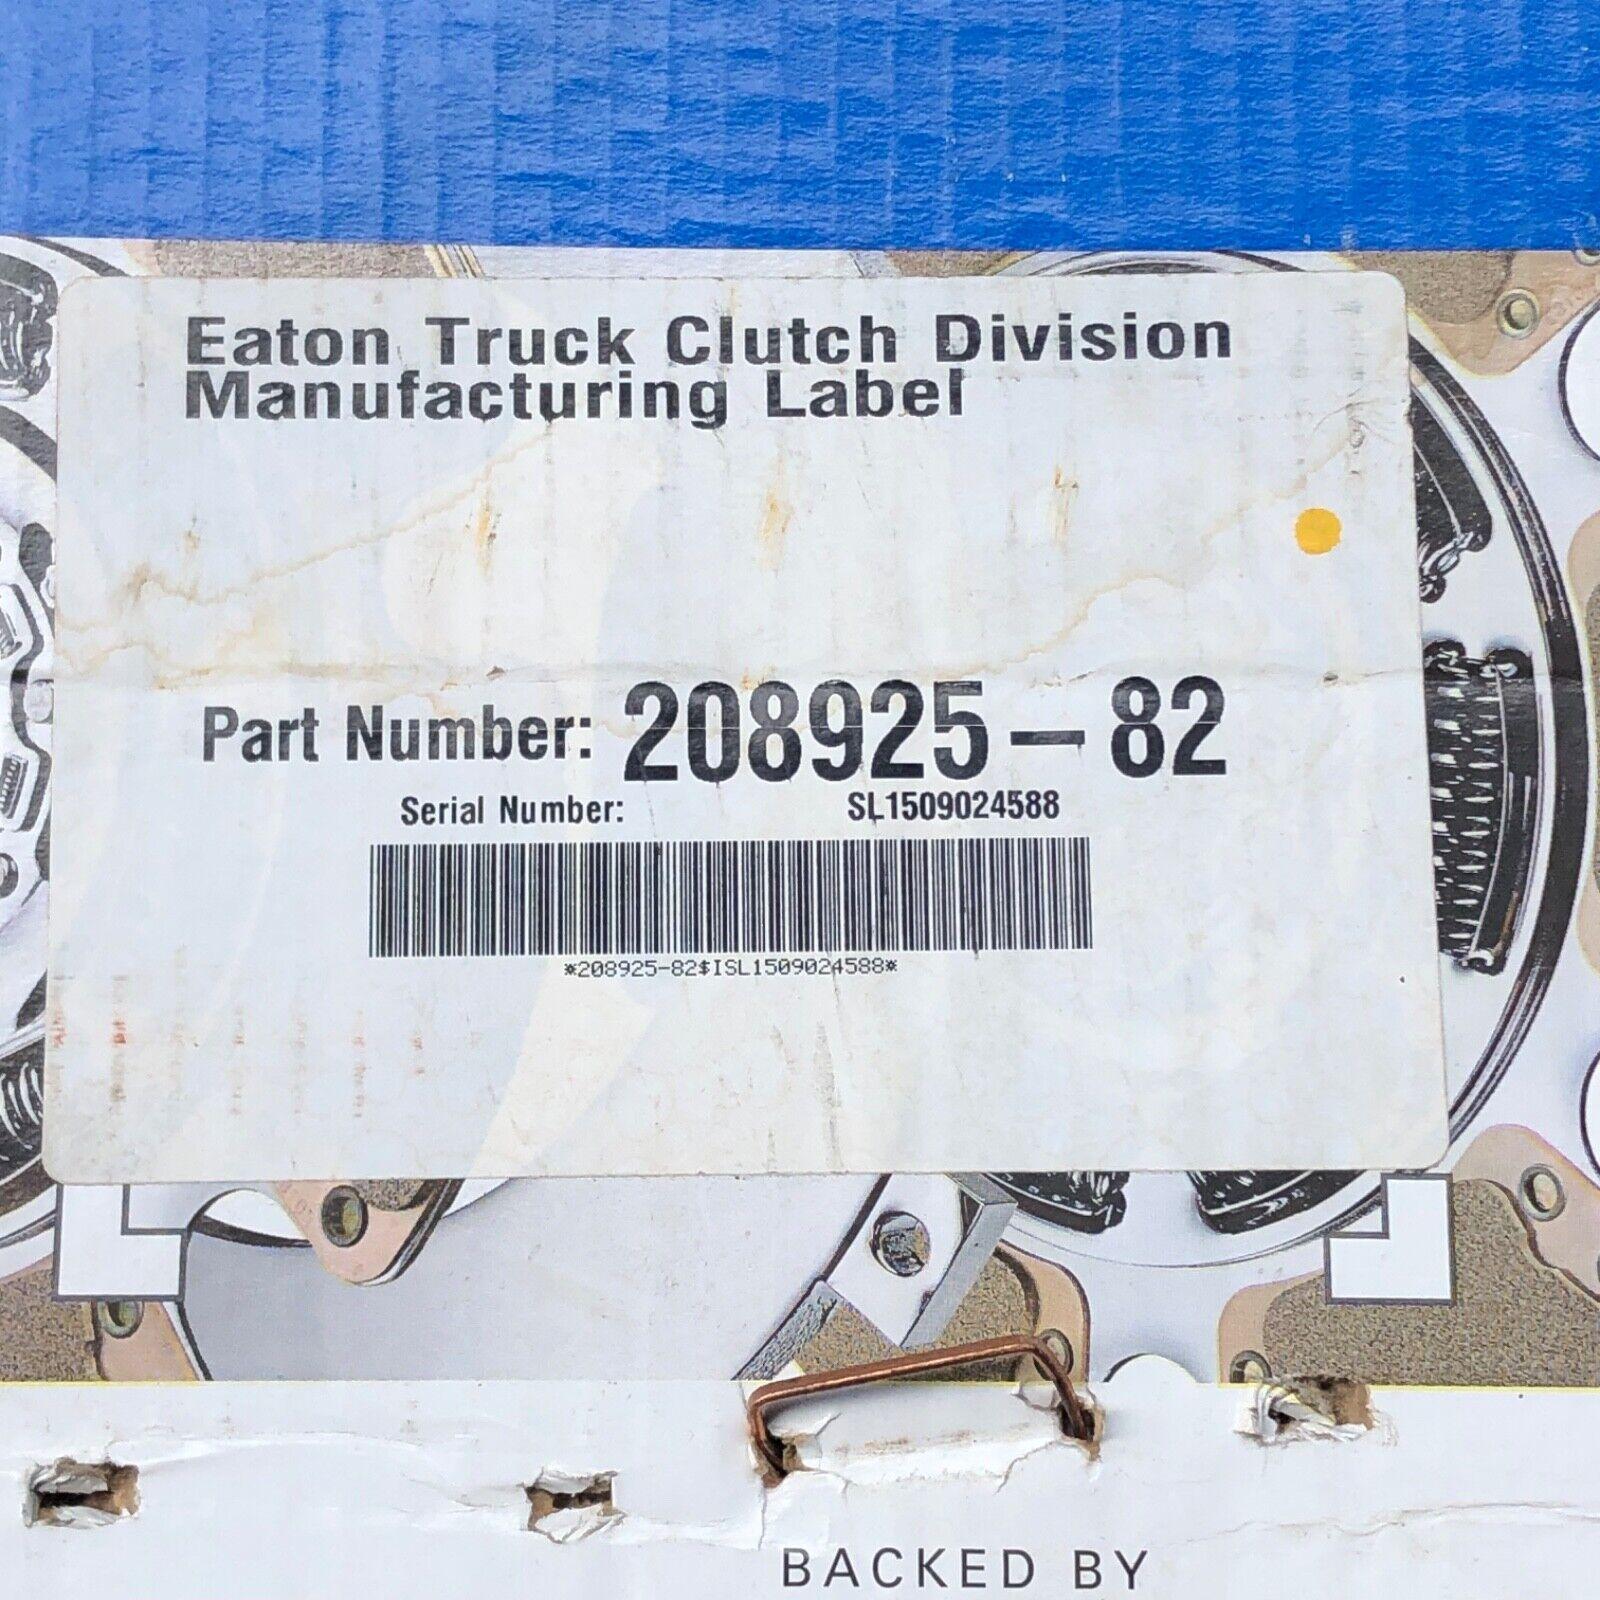 Eaton Truck Clutch Division
Manufacturing Label
Part Number: 208925-82
Serial Number: SL1509024588
*208925-82$ISL1509024588*
BACKED BY